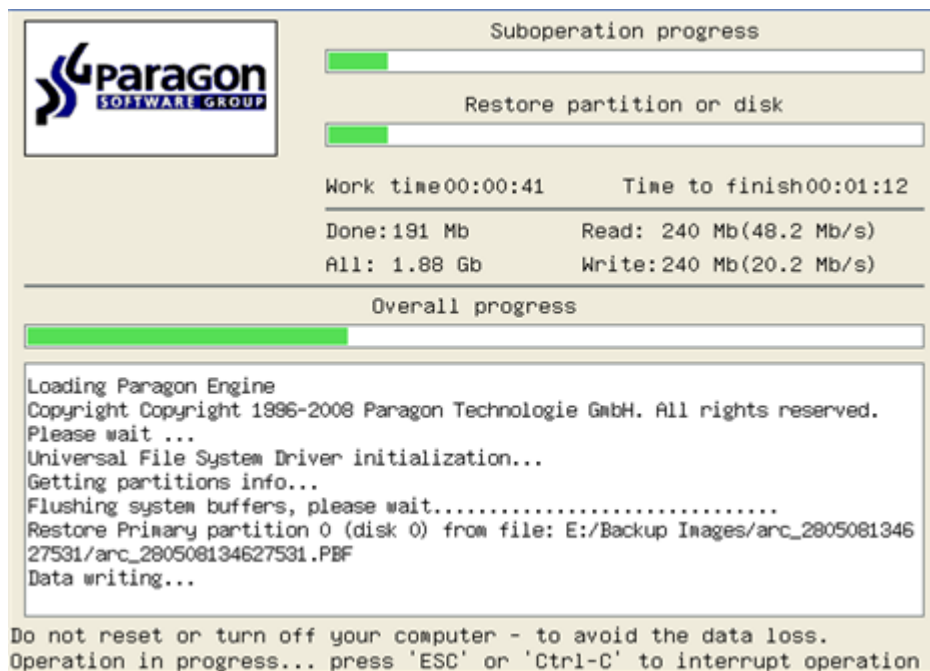 Paragon
SOFTWARE GROUP
Suboperation progress
Restore partition or disk
Work time00:00:41 Time to finish00:01:12
Done:191 Mb Read: 240 Mb(48.2 Mb/s)
All: 1.88 Gb Write:240 Mb(20.2 Mb/s)
Overall progress
Loading Paragon Engine
Copyright Copyright 1996-2008 Paragon Technologie GmbH. All rights reserved.
Please wait ...
Universal File System Driver initialization...
Getting partitions info...
Flushing system buffers, please wait..............................
Restore Primary partition 0 (disk 0) from file: E:/Backup Images/arc_2805081346
27531/arc_280508134627531.PBF
Data writing...
Do not reset or turn off your computer - to avoid the data loss.
Operation in progress... press 'ESC' or 'Ctrl-C' to interrupt operation